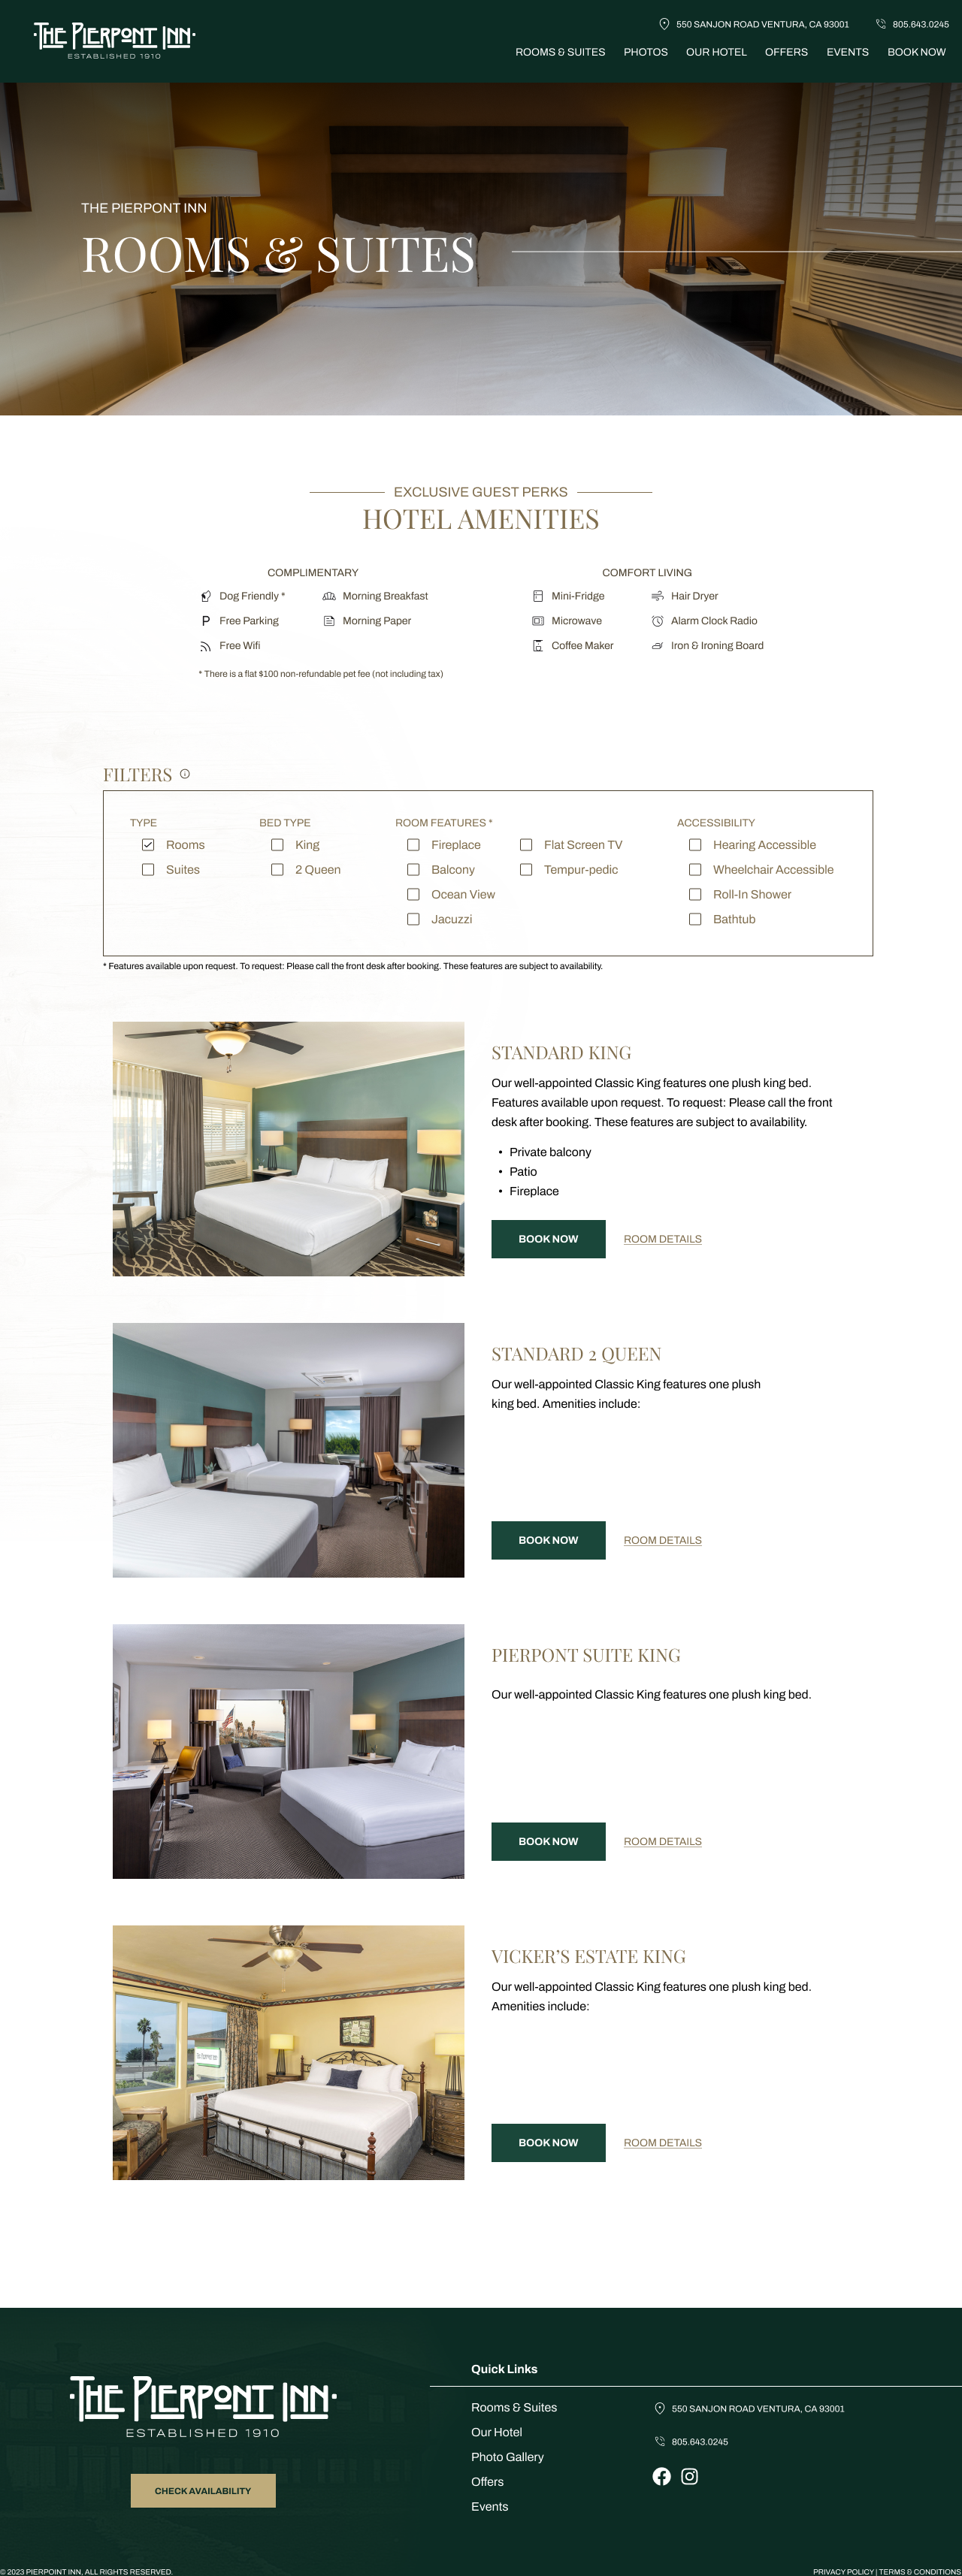 THE PIERPONT INN
ESTABLISHED 1910
550 SANJON ROAD VENTURA, CA 93001
805.643.0245
ROOMS & SUITES
PHOTOS
OUR HOTEL
OFFERS
EVENTS
BOOK NOW
THE PIERPONT INN
ROOMS & SUITES
EXCLUSIVE GUEST PERKS
HOTEL AMENITIES
COMPLIMENTARY
Dog Friendly *
Morning Breakfast
Free Parking
Morning Paper
Free Wifi
* There is a flat $100 non-refundable pet fee (not including tax)
COMFORT LIVING
Mini-Fridge
Hair Dryer
Microwave
Alarm Clock Radio
Coffee Maker
Iron & Ironing Board
FILTERS
TYPE
Rooms
Suites
BED TYPE
King
2 Queen
ROOM FEATURES *
Fireplace
Flat Screen TV
Balcony
Tempur-pedic
Ocean View
Jacuzzi
ACCESSIBILITY
Hearing Accessible
Wheelchair Accessible
Roll-In Shower
Bathtub
* Features available upon request. To request: Please call the front desk after booking. These features are subject to availability.
STANDARD KING
Our well-appointed Classic King features one plush king bed.
Features available upon request. To request: Please call the front
desk after booking. These features are subject to availability.
• Private balcony
• Patio
• Fireplace
BOOK NOW
ROOM DETAILS
STANDARD 2 QUEEN
Our well-appointed Classic King features one plush
king bed. Amenities include:
BOOK NOW
ROOM DETAILS
PIERPONT SUITE KING
Our well-appointed Classic King features one plush king bed.
BOOK NOW
ROOM DETAILS
VICKER’S ESTATE KING
Our well-appointed Classic King features one plush king bed.
Amenities include:
BOOK NOW
ROOM DETAILS
THE PIERPONT INN
ESTABLISHED 1910
CHECK AVAILABILITY
Quick Links
Rooms & Suites
Our Hotel
Photo Gallery
Offers
Events
550 SANJON ROAD VENTURA, CA 93001
805.643.0245
© 2023 PIERPOINT INN, ALL RIGHTS RESERVED.
PRIVACY POLICY | TERMS & CONDITIONS